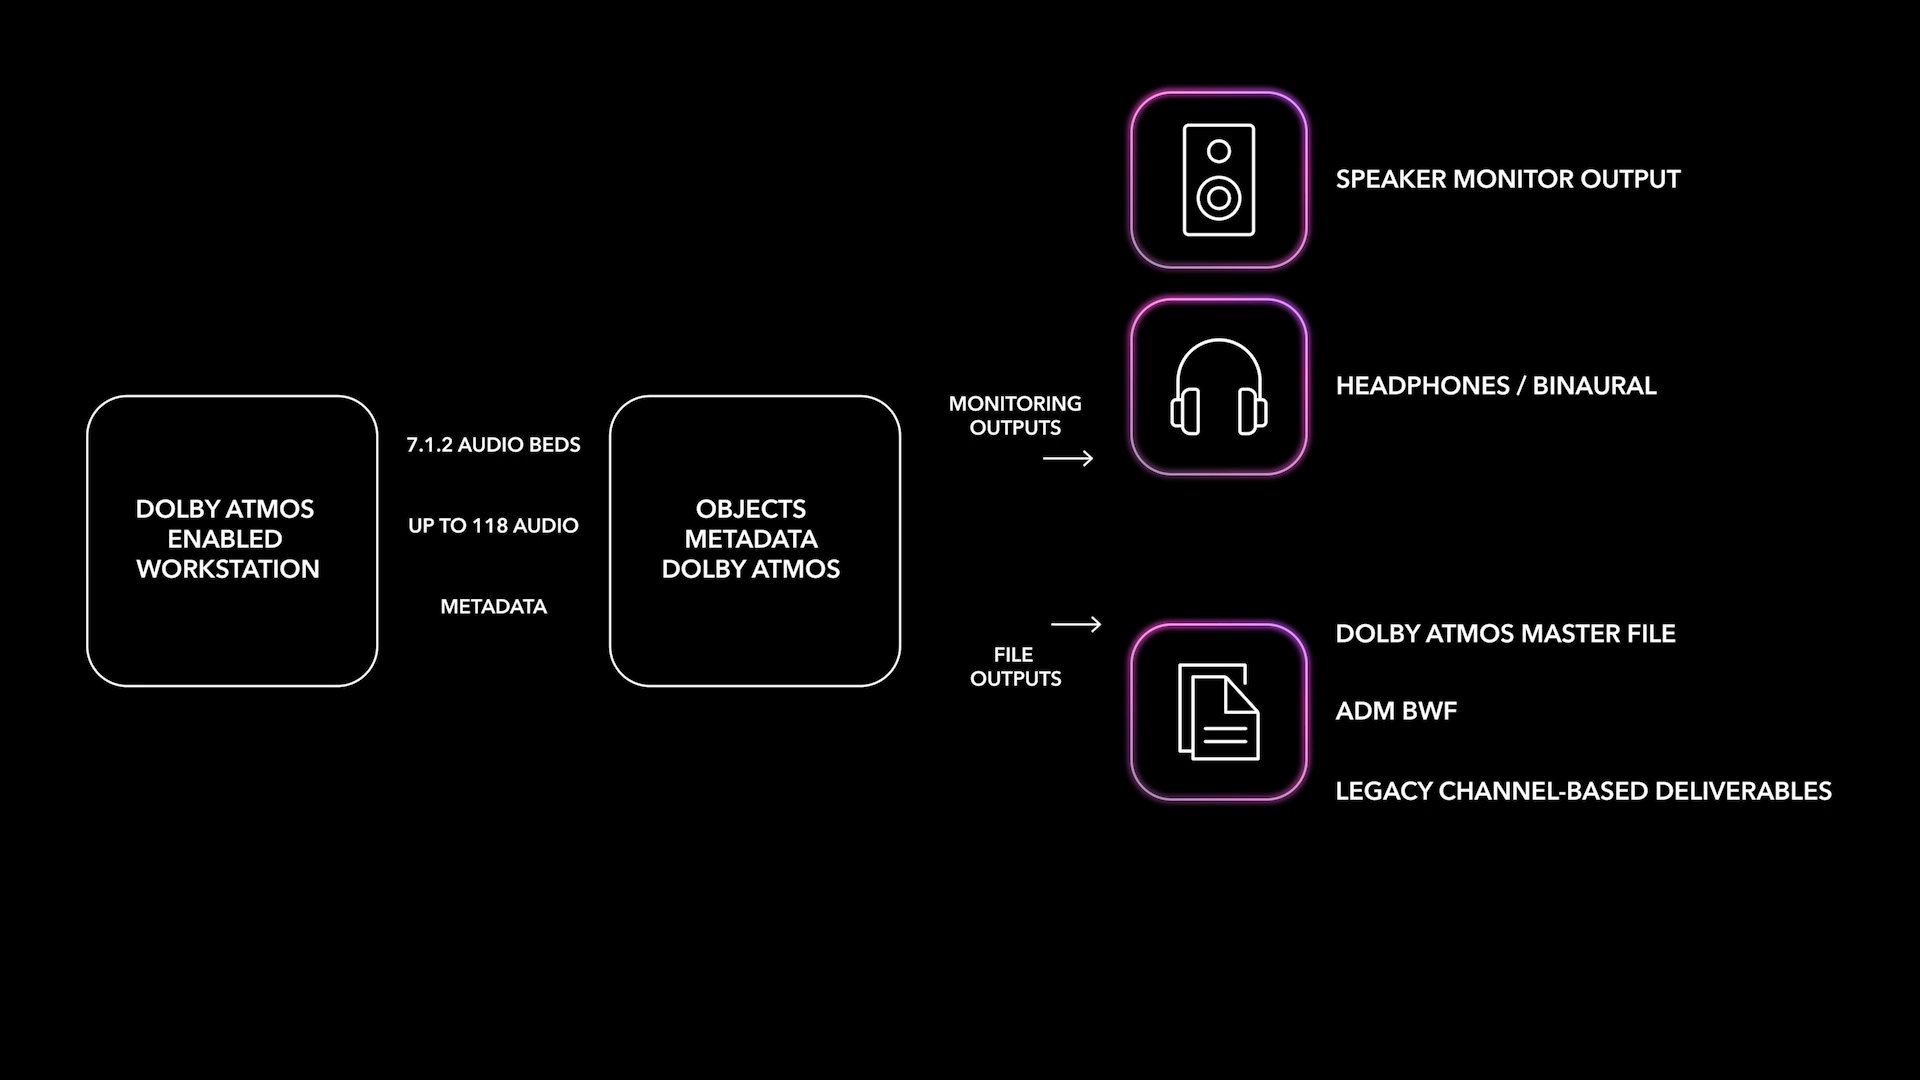 DOLBY ATMOS
ENABLED
WORKSTATION
7.1.2 AUDIO BEDS
UP TO 118 AUDIO
METADATA
OBJECTS
METADATA
DOLBY ATMOS
MONITORING
OUTPUTS
FILE
OUTPUTS
SPEAKER MONITOR OUTPUT
HEADPHONES / BINAURAL
DOLBY ATMOS MASTER FILE
ADM BWF
LEGACY CHANNEL-BASED DELIVERABLES